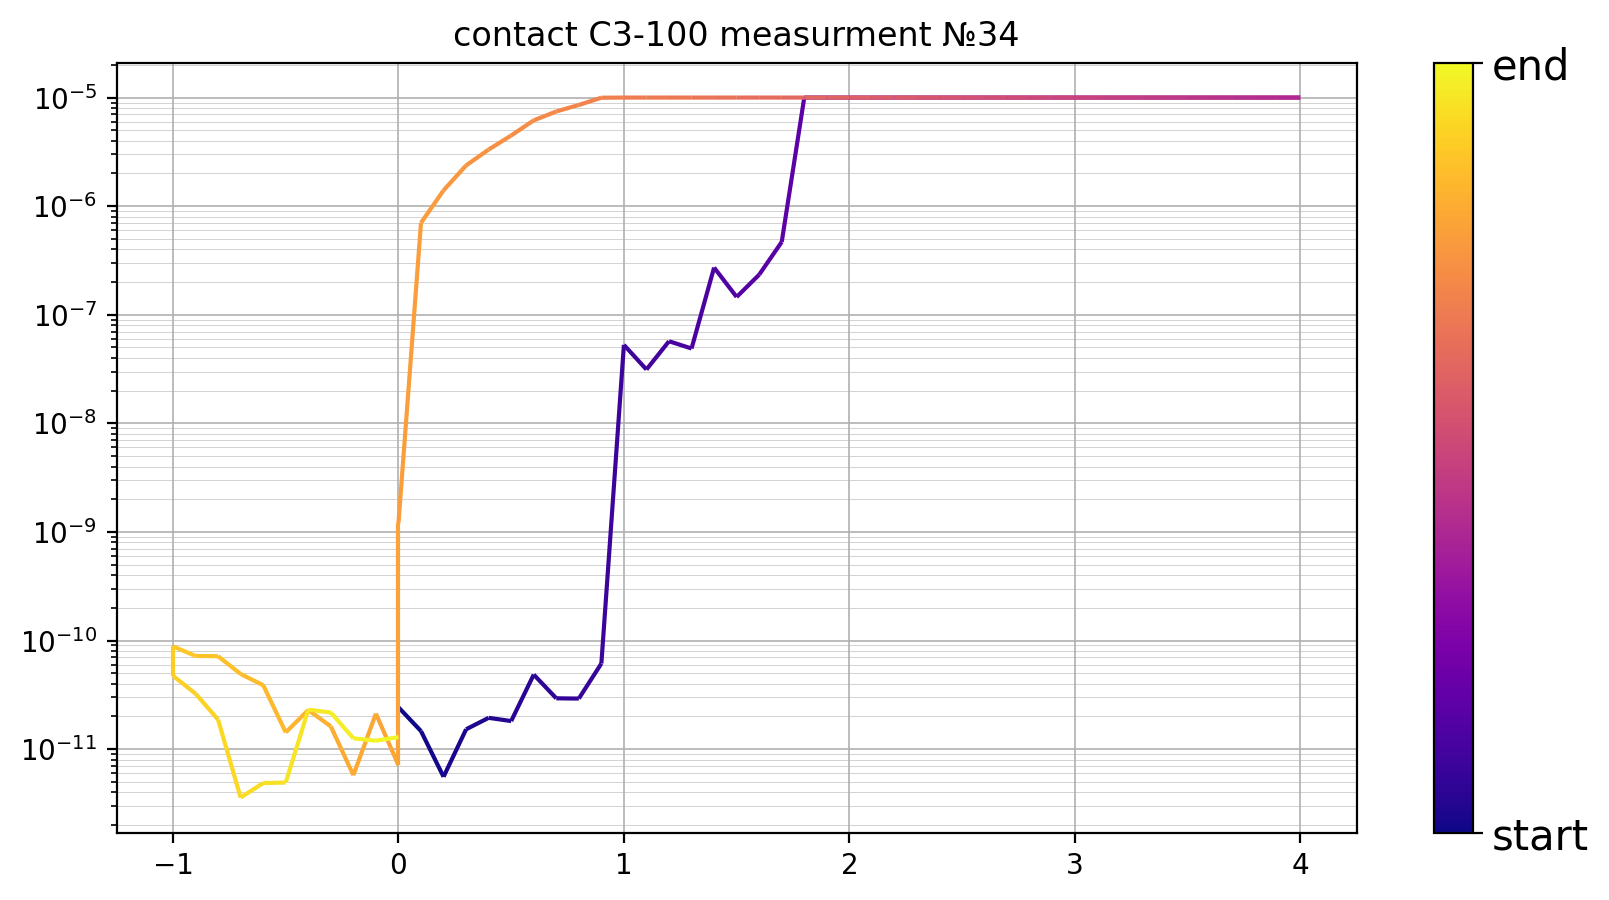 contact C3-100 measurment №34
10⁻⁵
10⁻⁶
10⁻⁷
10⁻⁸
10⁻⁹
10⁻¹⁰
10⁻¹¹
−1 0 1 2 3 4
end
start